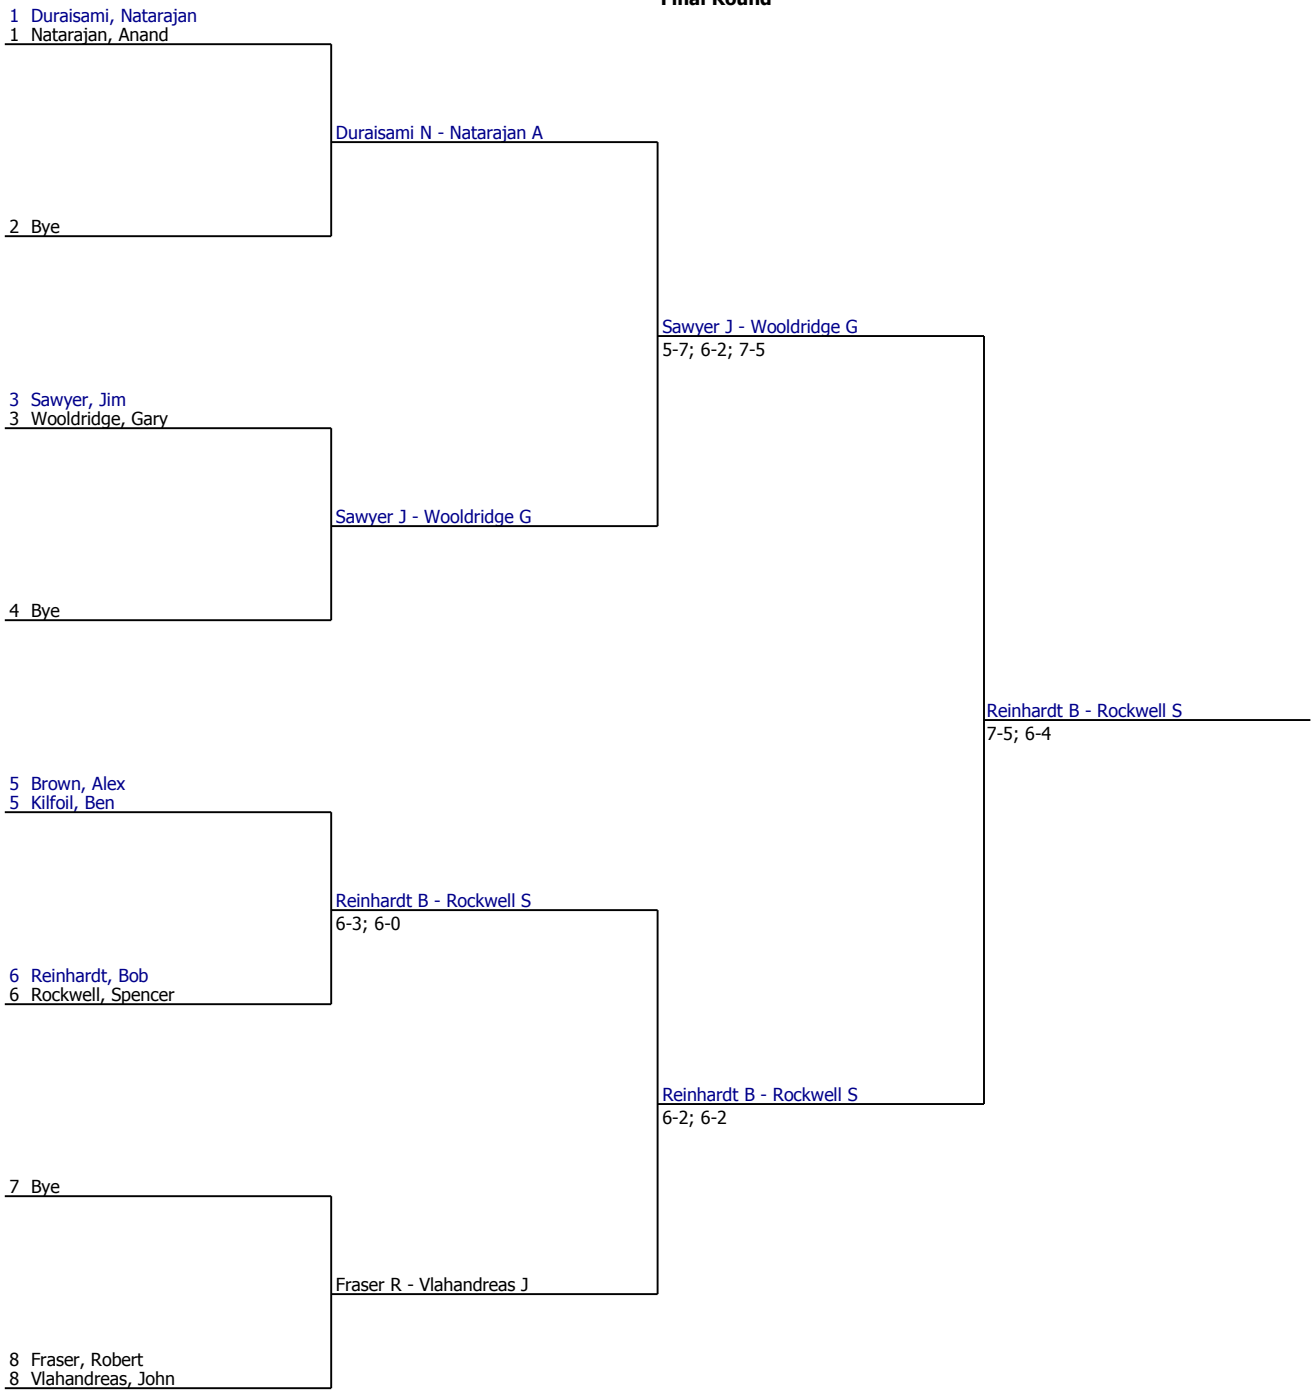 Final Round
1 Duraisami, Natarajan
1 Natarajan, Anand
Duraisami N - Natarajan A
2 Bye
Sawyer J - Wooldridge G
5-7; 6-2; 7-5
3 Sawyer, Jim
3 Wooldridge, Gary
Sawyer J - Wooldridge G
4 Bye
Reinhardt B - Rockwell S
7-5; 6-4
5 Brown, Alex
5 Kilfoil, Ben
Reinhardt B - Rockwell S
6-3; 6-0
6 Reinhardt, Bob
6 Rockwell, Spencer
Reinhardt B - Rockwell S
6-2; 6-2
7 Bye
Fraser R - Vlahandreas J
8 Fraser, Robert
8 Vlahandreas, John